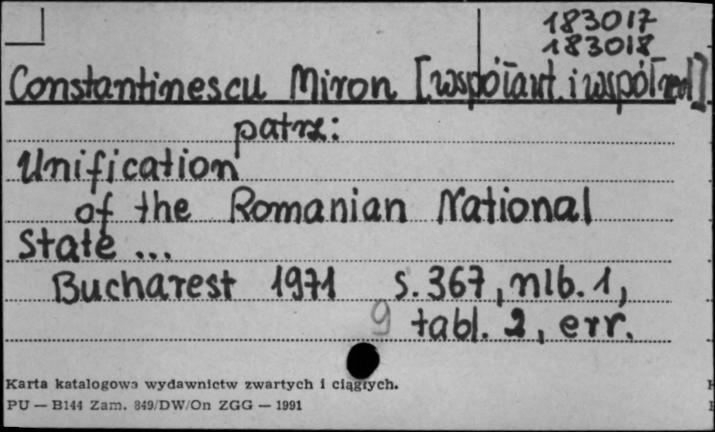 183017
183018
Constantinescu Miron [współaut. i współred]
patrz:
Unification
of the Romanian National
State ...
Bucharest 1971 s. 367, nlb. 1,
9 tabl. 2, err.
Karta katalogowa wydawnictw zwartych i ciągłych.
PU — B144 Zam. 849/DW/On ZGG — 1991